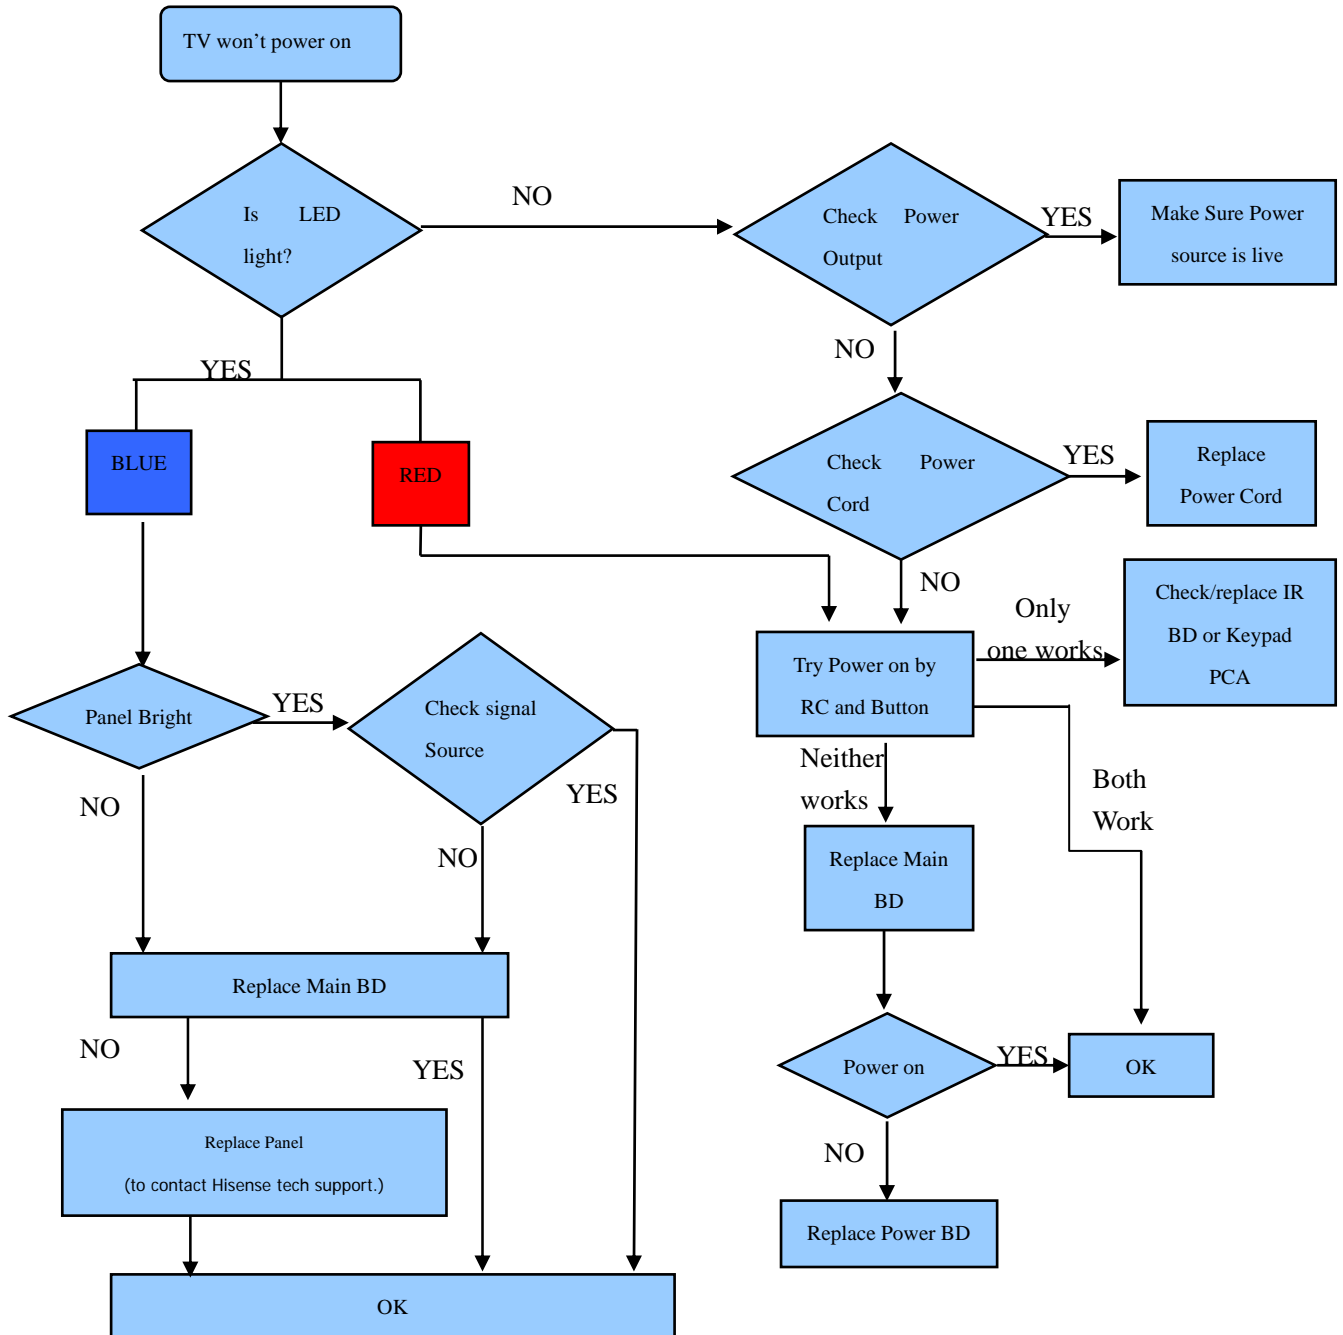 TV won’t power on
Is LED
light?
NO
Check Power
Output
YES
Make Sure Power
source is live
YES
NO
BLUE
RED
Check Power
Cord
YES
Replace
Power Cord
NO
Only
one works
Check/replace IR
BD or Keypad
PCA
Try Power on by
RC and Button
Panel Bright
YES
Check signal
Source
NO
YES
NO
Neither
works
Both
Work
Replace Main
BD
Replace Main BD
NO
YES
Power on
YES
OK
Replace Panel
(to contact Hisense tech support.)
NO
Replace Power BD
OK